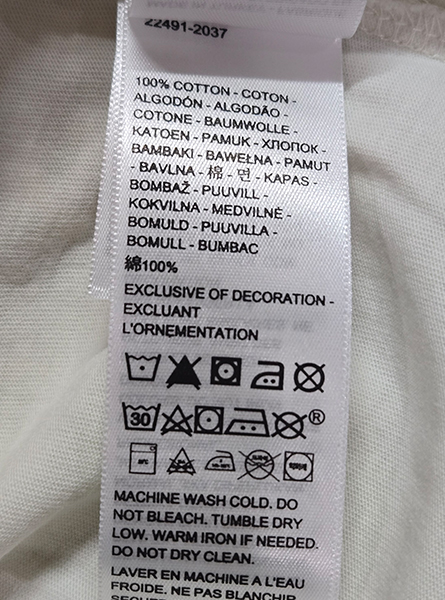 22491-2037
100% COTTON - COTON -
ALGODÓN - ALGODÃO -
COTONE - BAUMWOLLE -
KATOEN - PAMUK - ХЛОПОК -
BAMBAKI - BAWEŁNA - PAMUT
- BAVLNA - 棉 - 면 - KAPAS -
BOMBAŽ - PUUVILL -
KOKVILNA - MEDVILNĖ -
BOMULD - PUUVILLA -
BOMULL - BUMBAC
綿100%
EXCLUSIVE OF DECORATION -
EXCLUANT
L'ORNEMENTATION
30 ®
MACHINE WASH COLD. DO
NOT BLEACH. TUMBLE DRY
LOW. WARM IRON IF NEEDED.
DO NOT DRY CLEAN.
LAVER EN MACHINE A L'EAU
FROIDE. NE PAS BLANCHIR